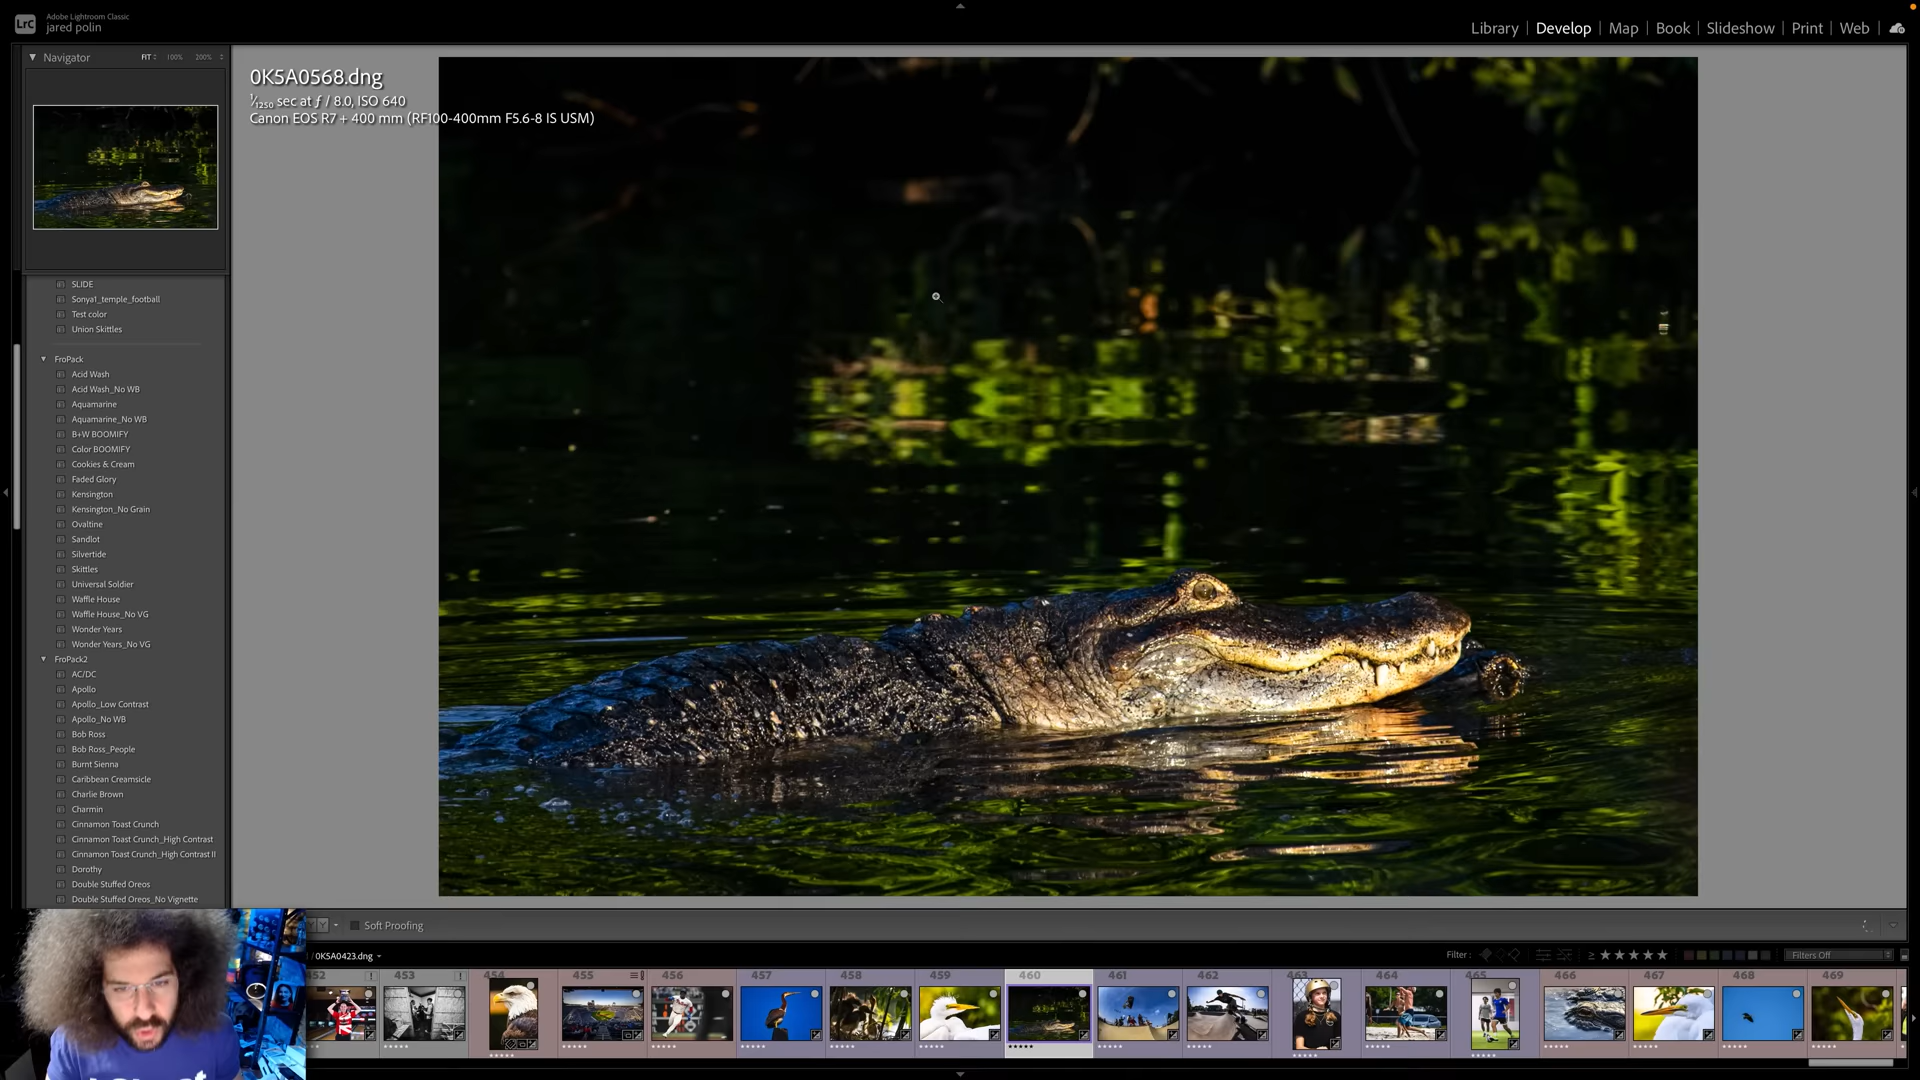 Lrc
Adobe Lightroom Classic
jared polin
Library | Develop | Map | Book | Slideshow | Print | Web
Navigator
FIT
100%
200%
0K5A0568.dng
1/1250 sec at ƒ / 8.0, ISO 640
Canon EOS R7 + 400 mm (RF100-400mm F5.6-8 IS USM)
SLIDE
Sonya1_temple_football
Test color
Union Skittles
FroPack
Acid Wash
Acid Wash_No WB
Aquamarine
Aquamarine_No WB
B+W BOOMIFY
Color BOOMIFY
Cookies & Cream
Faded Glory
Kensington
Kensington_No Grain
Ovaltine
Sandlot
Silvertide
Skittles
Universal Soldier
Waffle House
Waffle House_No VG
Wonder Years
Wonder Years_No VG
FroPack2
AC/DC
Apollo
Apollo_Low Contrast
Apollo_No WB
Bob Ross
Bob Ross_People
Burnt Sienna
Caribbean Creamsicle
Charlie Brown
Charmin
Cinnamon Toast Crunch
Cinnamon Toast Crunch_High Contrast
Cinnamon Toast Crunch_High Contrast II
Dorothy
Double Stuffed Oreos
Double Stuffed Oreos_No Vignette
Soft Proofing
/ 0K5A0423.dng
Filter :
≥ ★★★★★
Filters Off
452
453
454
455
456
457
458
459
460
461
462
463
464
465
466
467
468
469